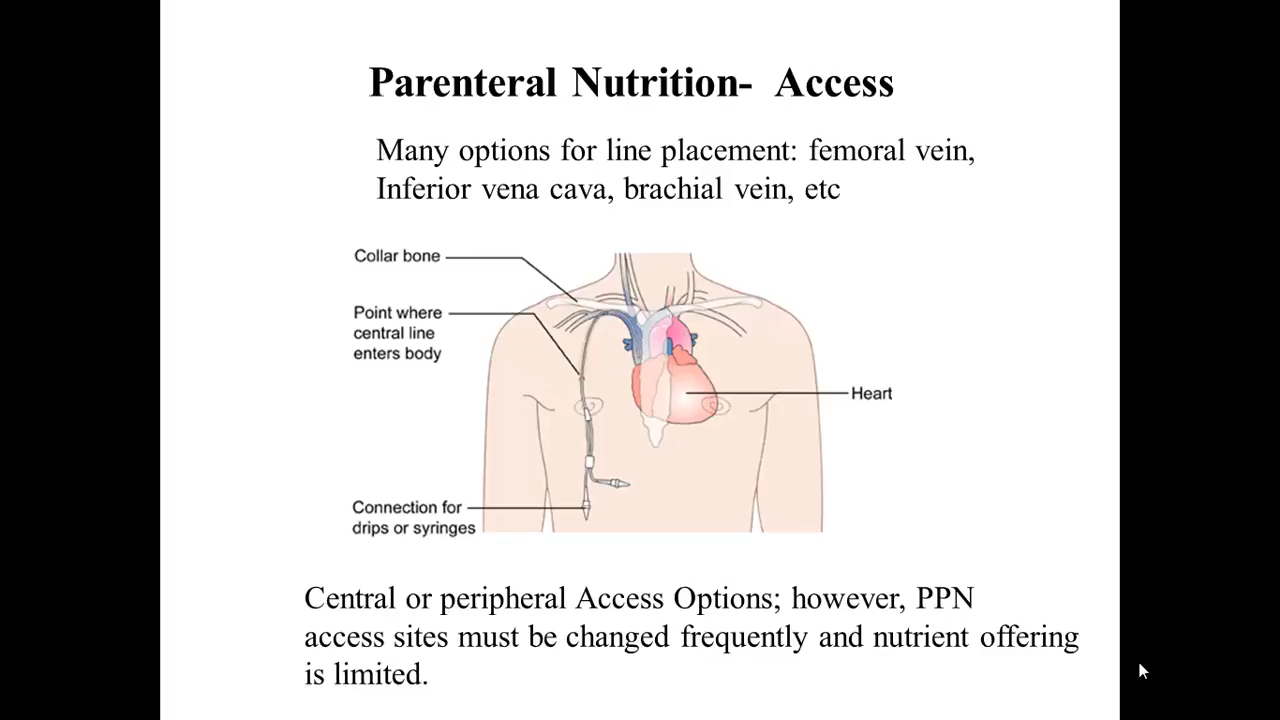 Parenteral Nutrition-  Access
Many options for line placement: femoral vein,
Inferior vena cava, brachial vein, etc
Collar bone
Point where
central line
enters body
Heart
Connection for
drips or syringes
Central or peripheral Access Options; however, PPN
access sites must be changed frequently and nutrient offering
is limited.